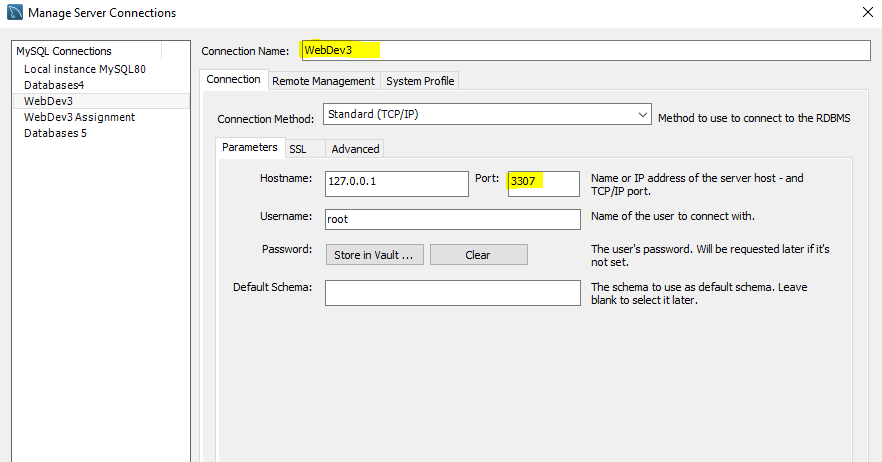 Manage Server Connections
MySQL Connections
Local instance MySQL80
Databases4
WebDev3
WebDev3 Assignment
Databases 5
Connection Name: WebDev3
Connection Remote Management System Profile
Connection Method: Standard (TCP/IP) Method to use to connect to the RDBMS
Parameters SSL Advanced
Hostname: 127.0.0.1 Port: 3307 Name or IP address of the server host - and
TCP/IP port.
Username: root Name of the user to connect with.
Password: Store in Vault ... Clear The user's password. Will be requested later if it's
not set.
Default Schema: The schema to use as default schema. Leave
blank to select it later.